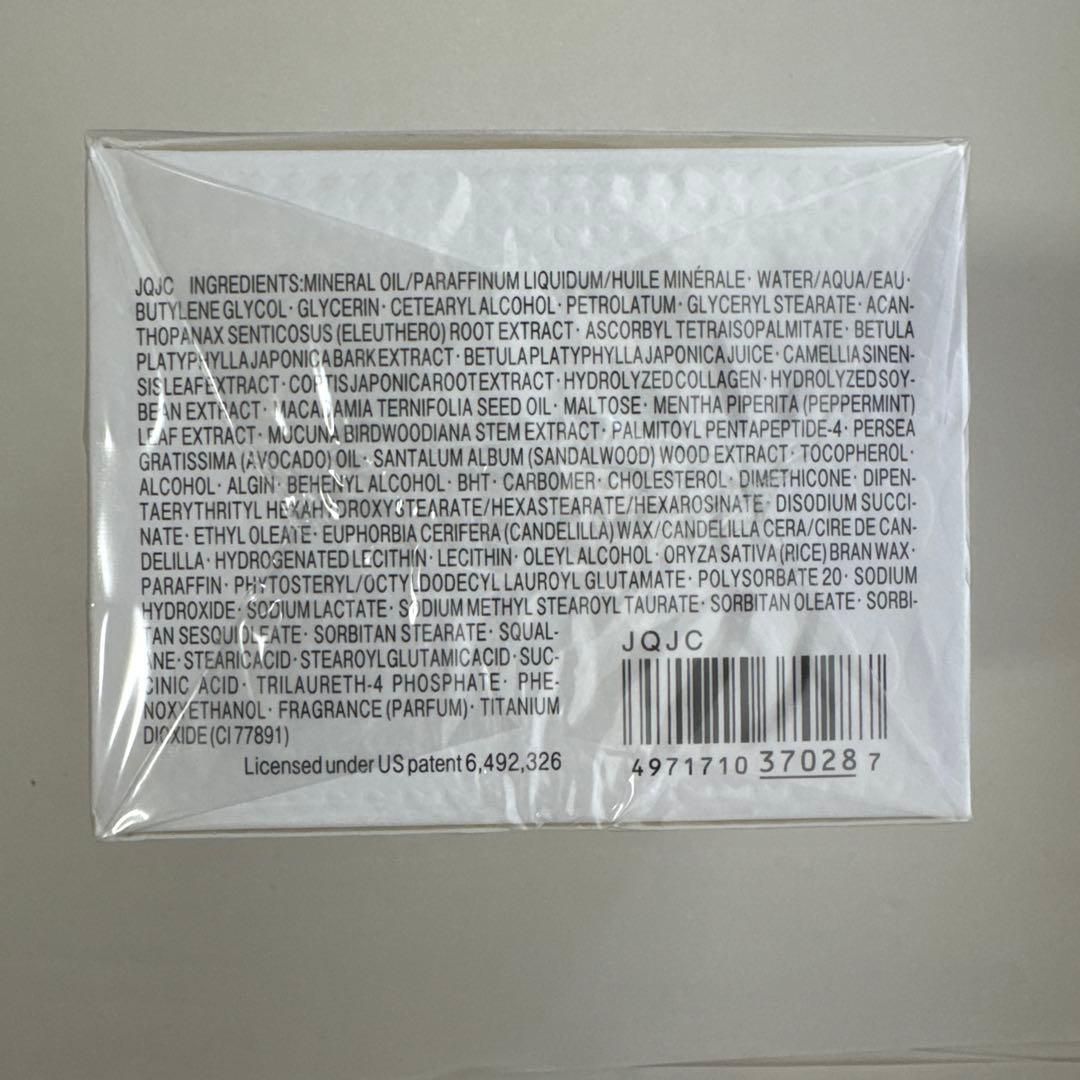 JQJC INGREDIENTS:MINERAL OIL/PARAFFINUM LIQUIDUM/HUILE MINÉRALE· WATER/AQUA/EAU·
BUTYLENE GLYCOL· GLYCERIN· CETEARYL ALCOHOL· PETROLATUM· GLYCERYL STEARATE· ACAN-
THOPANAX SENTICOSUS (ELEUTHERO) ROOT EXTRACT· ASCORBYL TETRAISOPALMITATE· BETULA
PLATYPHYLLA JAPONICA BARK EXTRACT· BETULA PLATYPHYLLA JAPONICA JUICE· CAMELLIA SINEN-
SIS LEAF EXTRACT· COPTIS JAPONICA ROOT EXTRACT· HYDROLYZED COLLAGEN· HYDROLYZED SOY-
BEAN EXTRACT· MACADAMIA TERNIFOLIA SEED OIL· MALTOSE· MENTHA PIPERITA (PEPPERMINT)
LEAF EXTRACT· MUCUNA BIRDWOODIANA STEM EXTRACT· PALMITOYL PENTAPEPTIDE-4· PERSEA
GRATISSIMA (AVOCADO) OIL· SANTALUM ALBUM (SANDALWOOD) WOOD EXTRACT· TOCOPHEROL·
ALCOHOL· ALGIN· BEHENYL ALCOHOL· BHT· CARBOMER· CHOLESTEROL· DIMETHICONE· DIPEN-
TAERYTHRITYL HEXAHYDROXYSTEARATE/HEXASTEARATE/HEXAROSINATE· DISODIUM SUCCI-
NATE· ETHYL OLEATE· EUPHORBIA CERIFERA (CANDELILLA) WAX/CANDELILLA CERA/CIRE DE CAN-
DELILLA· HYDROGENATED LECITHIN· LECITHIN· OLEYL ALCOHOL· ORYZA SATIVA (RICE) BRAN WAX·
PARAFFIN· PHYTOSTERYL/OCTYLDODECYL LAUROYL GLUTAMATE· POLYSORBATE 20· SODIUM
HYDROXIDE· SODIUM LACTATE· SODIUM METHYL STEAROYL TAURATE· SORBITAN OLEATE· SORBI-
TAN SESQUIOLEATE· SORBITAN STEARATE· SQUAL-
ANE· STEARIC ACID· STEAROYL GLUTAMIC ACID· SUC-
CINIC ACID· TRILAURETH-4 PHOSPHATE· PHE-
NOXYETHANOL· FRAGRANCE (PARFUM)· TITANIUM
DIOXIDE (CI 77891)
Licensed under US patent 6,492,326
JQJC
4971710 37028 7